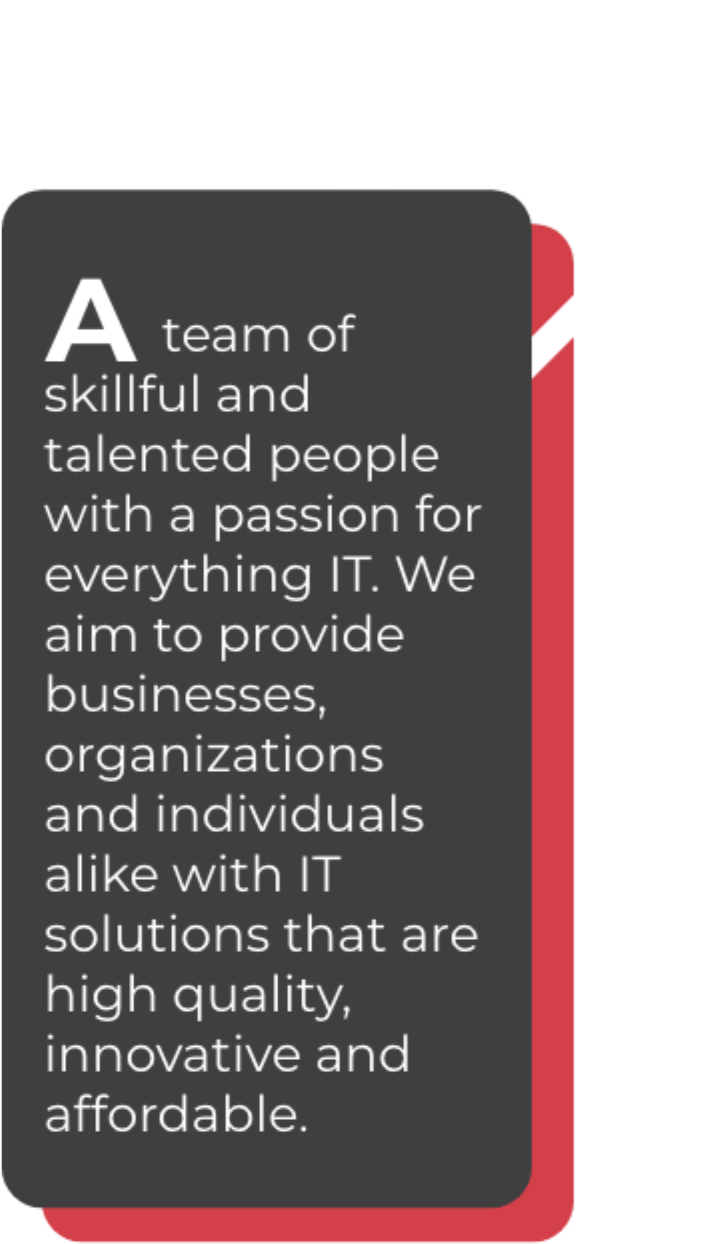 A team of
skillful and
talented people
with a passion for
everything IT. We
aim to provide
businesses,
organizations
and individuals
alike with IT
solutions that are
high quality,
innovative and
affordable.